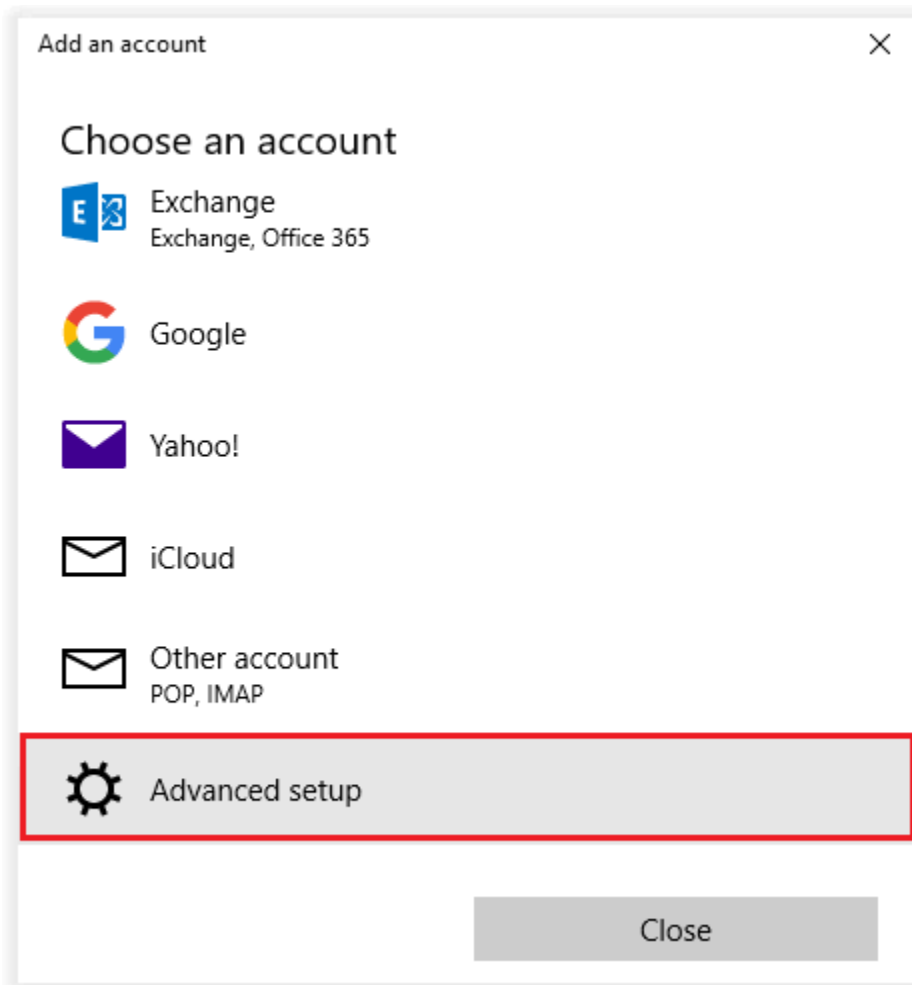 Add an account
Choose an account
Exchange
Exchange, Office 365
Google
Yahoo!
iCloud
Other account
POP, IMAP
Advanced setup
Close